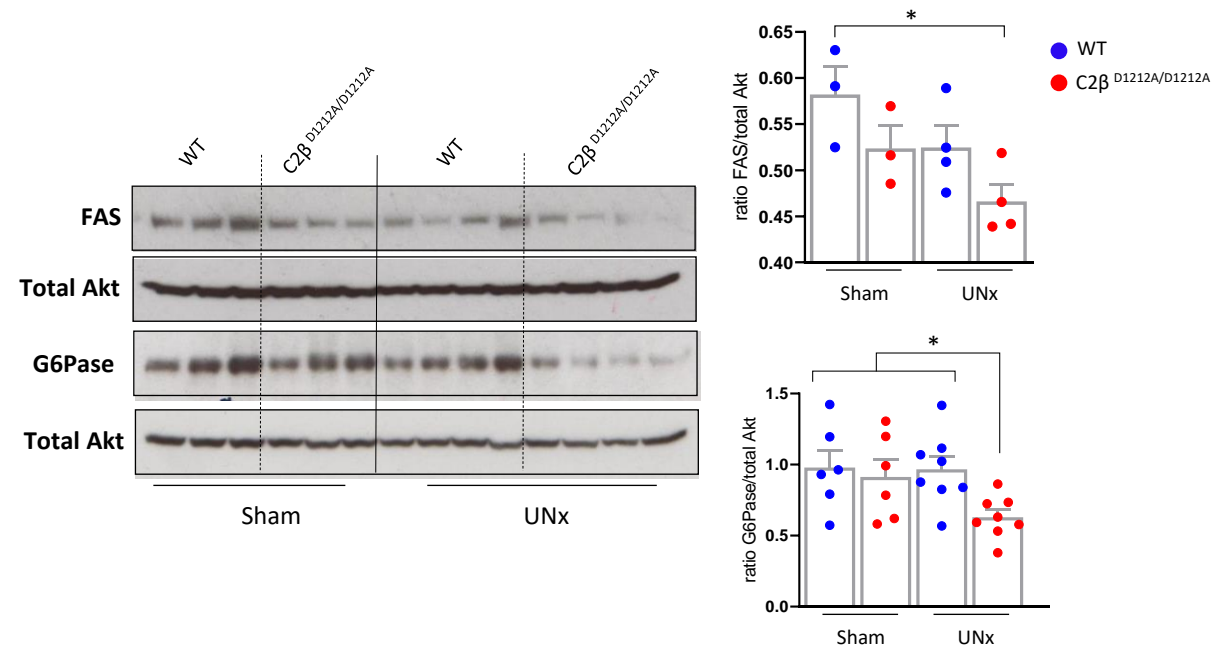 WT
C2β D1212A/D1212A
WT
C2β D1212A/D1212A
FAS
Total Akt
G6Pase
Total Akt
Sham
UNx
*
WT
C2β D1212A/D1212A
ratio FAS/total Akt
0.65
0.60
0.55
0.50
0.45
0.40
Sham
UNx
*
ratio G6Pase/total Akt
1.5
1.0
0.5
0.0
Sham
UNx